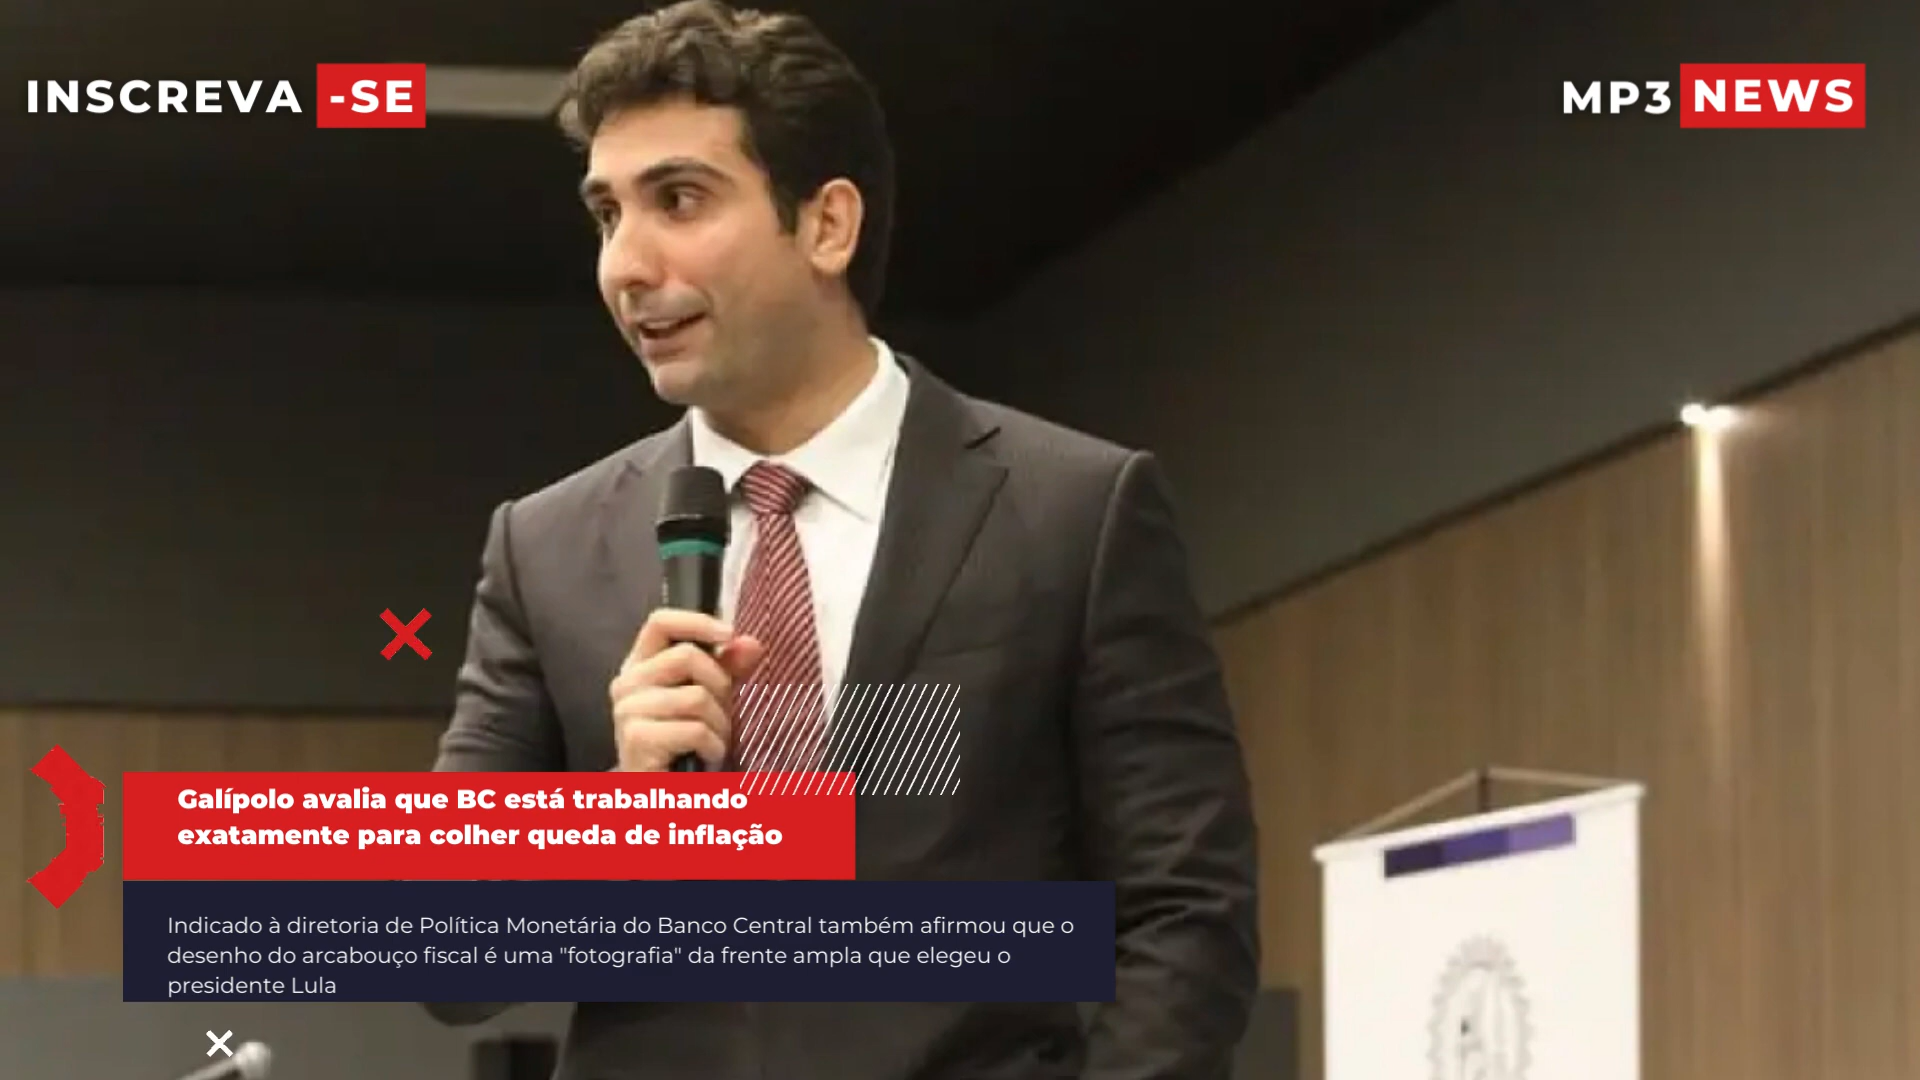 INSCREVA -SE
MP3 NEWS
Galípolo avalia que BC está trabalhando
exatamente para colher queda de inflação
Indicado à diretoria de Política Monetária do Banco Central também afirmou que o
desenho do arcabouço fiscal é uma "fotografia" da frente ampla que elegeu o
presidente Lula